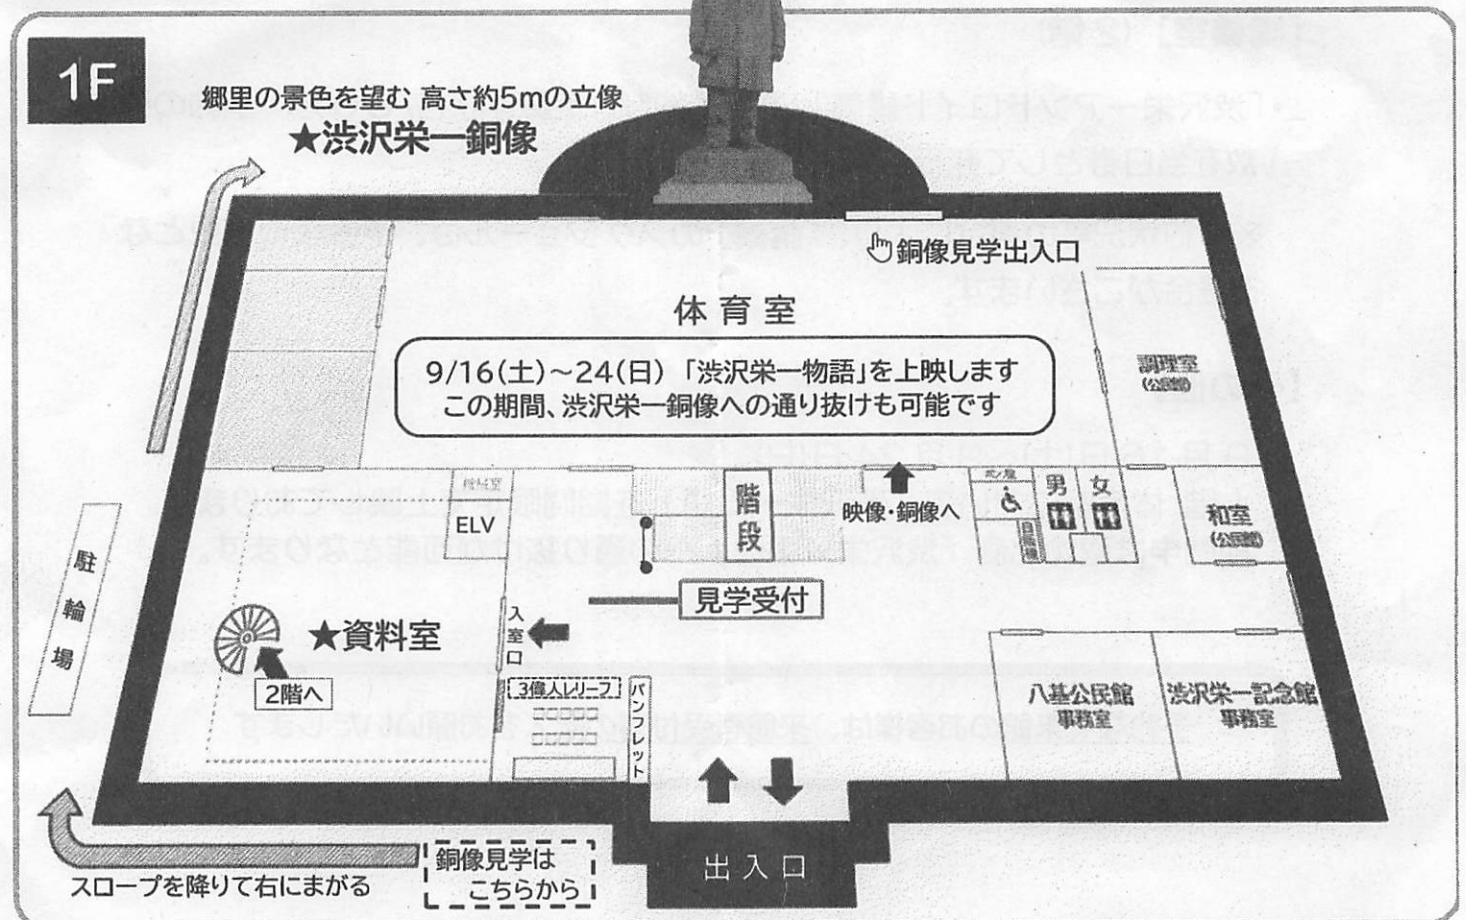 1F
郷里の景色を望む 高さ約5mの立像
★渋沢栄一銅像
銅像見学出入口
体育室
9/16(土)～24(日) 「渋沢栄一物語」を上映します
この期間、渋沢栄一銅像への通り抜けも可能です
調理室
(公民館)
ELV
階段
映像・銅像へ
男
女
自販機
和室
(公民館)
駐輪場
見学受付
入室口
★資料室
2階へ
3偉人レリーフ
パンフレット
八基公民館
事務室
渋沢栄一記念館
事務室
出入口
銅像見学は
こちらから
スロープを降りて右にまがる